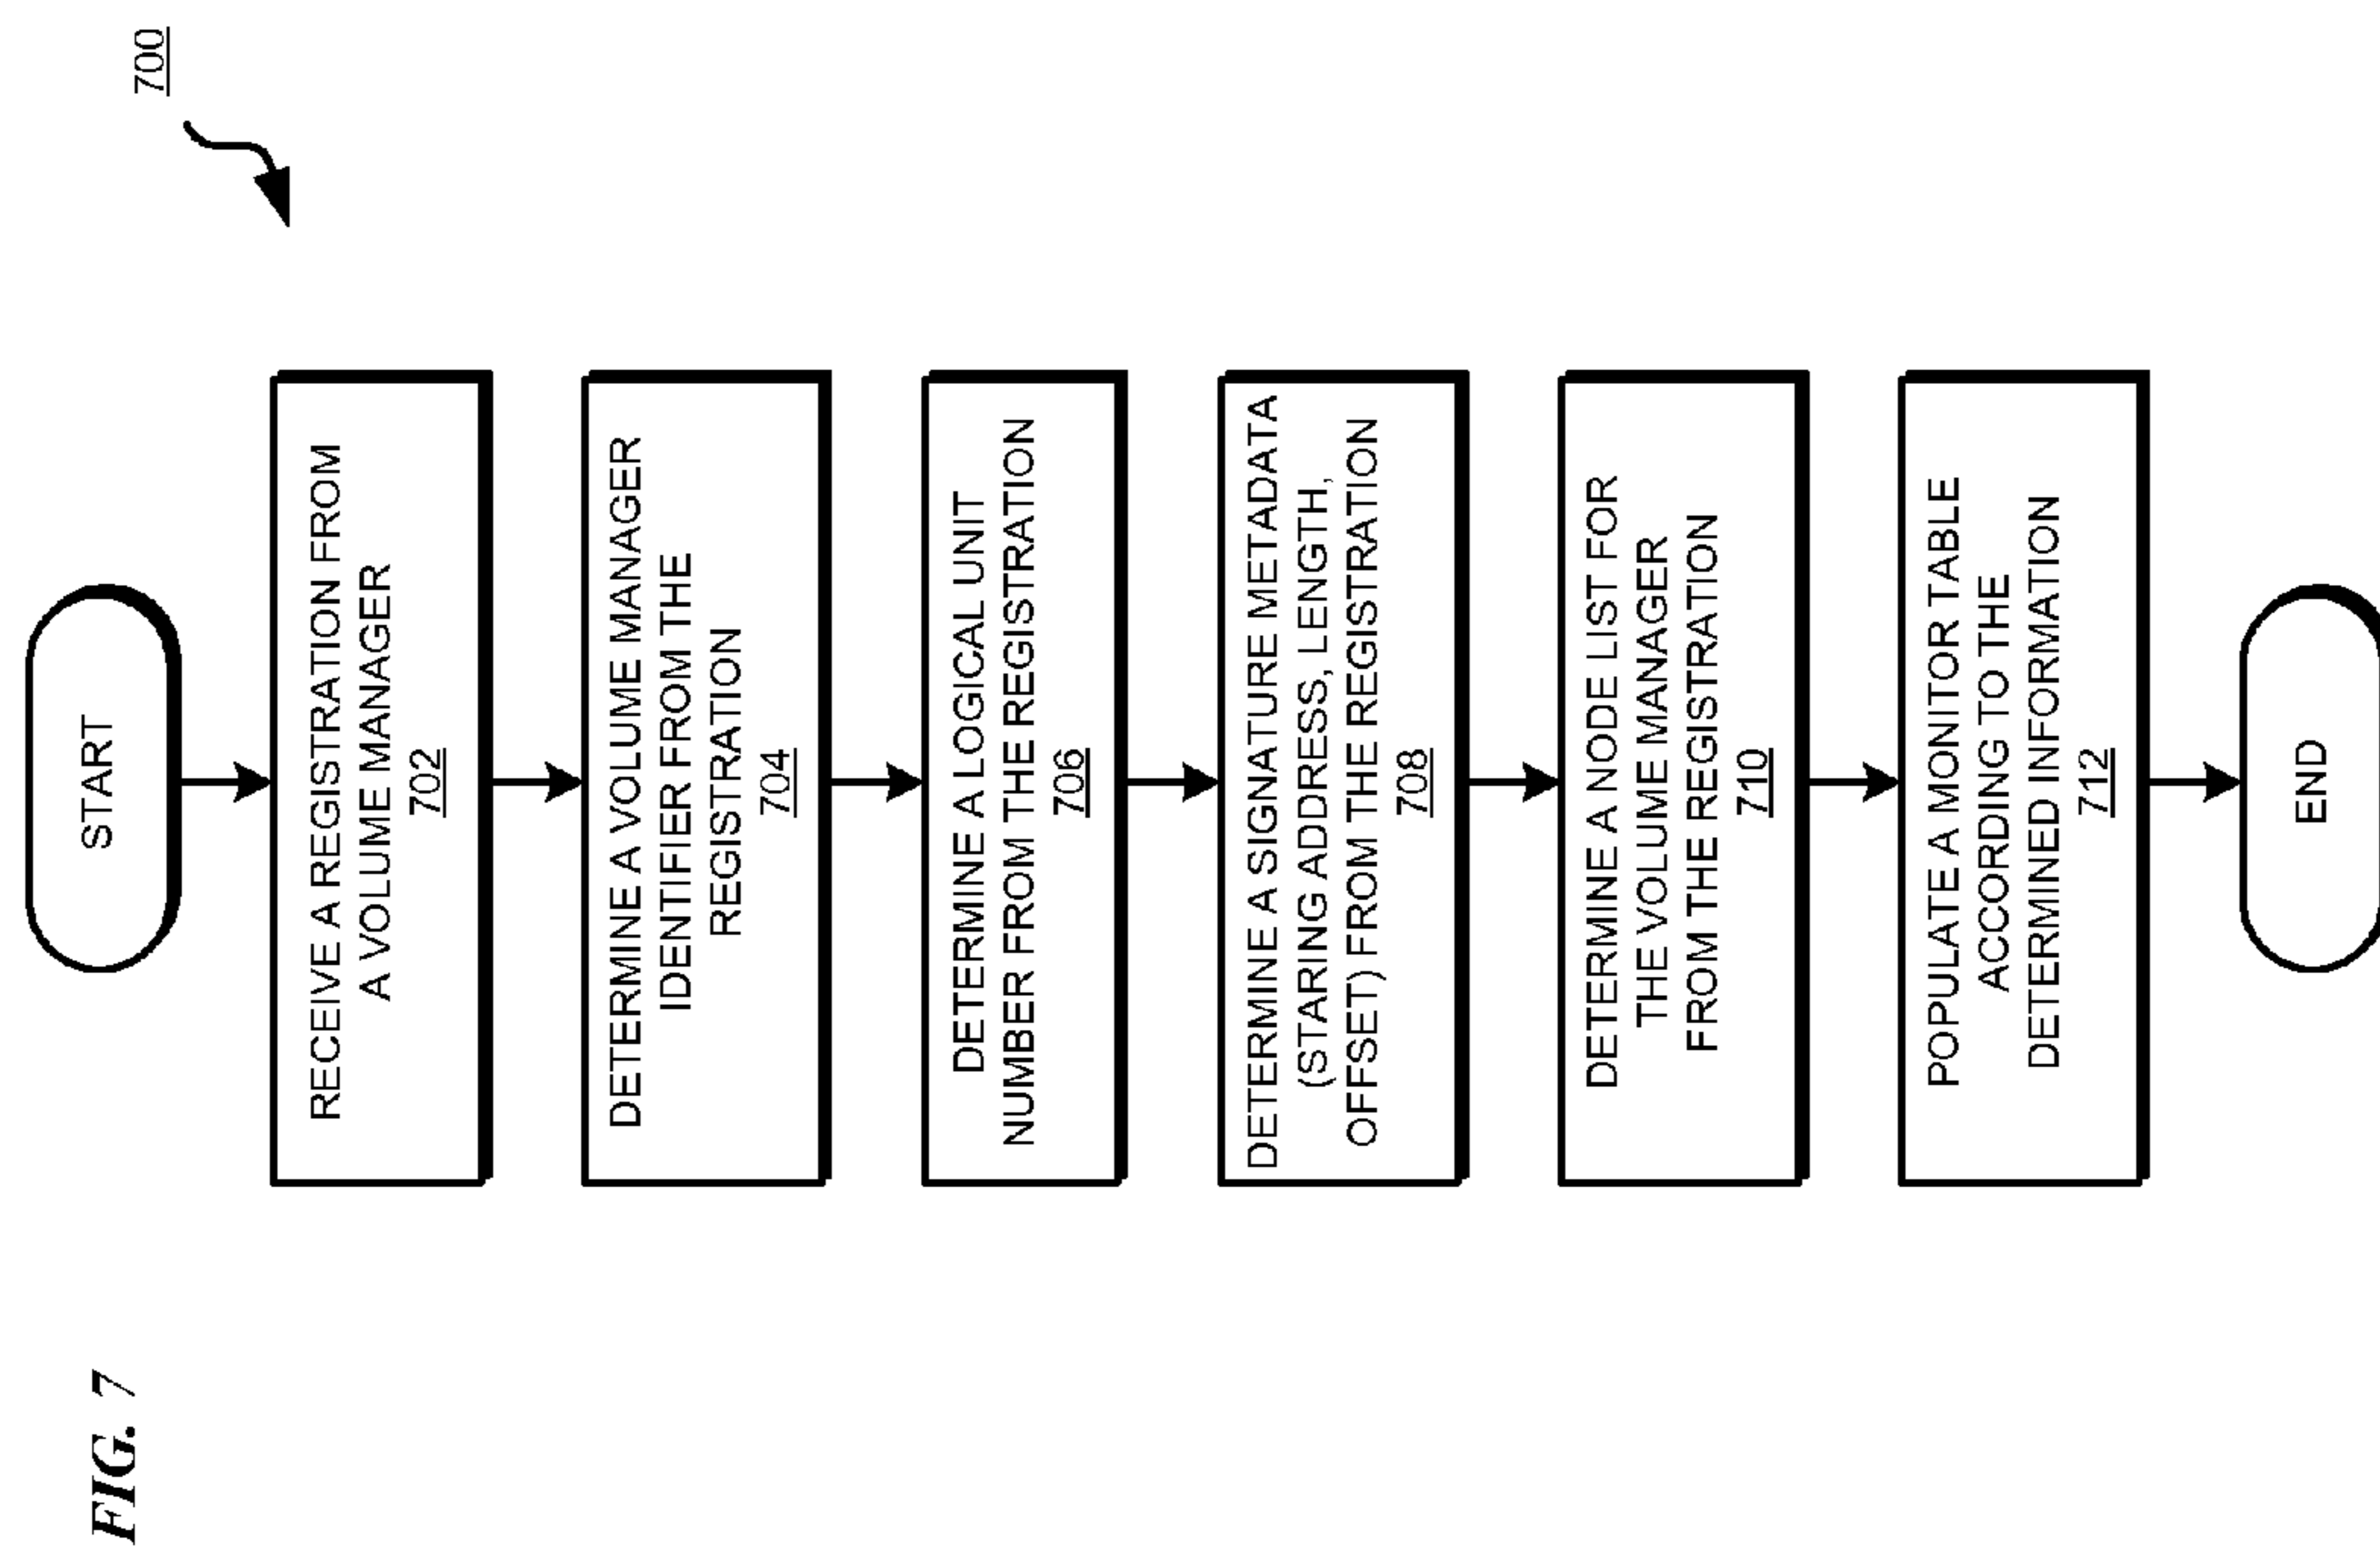 FIG. 7
700
START
RECEIVE A REGISTRATION FROM
A VOLUME MANAGER
702
DETERMINE A VOLUME MANAGER
IDENTIFIER FROM THE
REGISTRATION
704
DETERMINE A LOGICAL UNIT
NUMBER FROM THE REGISTRATION
706
DETERMINE A SIGNATURE METADATA
(STARING ADDRESS, LENGTH,
OFFSET) FROM THE REGISTRATION
708
DETERMINE A NODE LIST FOR
THE VOLUME MANAGER
FROM THE REGISTRATION
710
POPULATE A MONITOR TABLE
ACCORDING TO THE
DETERMINED INFORMATION
712
END